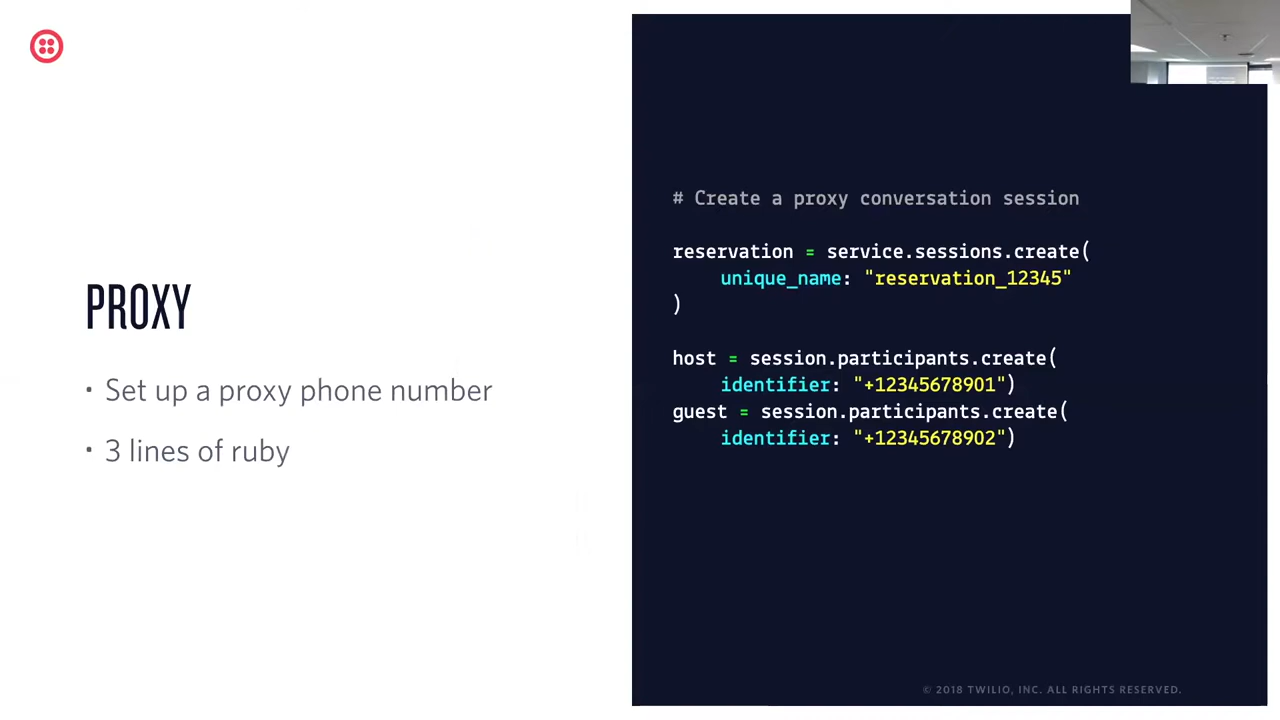 PROXY
• Set up a proxy phone number
• 3 lines of ruby
# Create a proxy conversation session
reservation = service.sessions.create(
    unique_name: "reservation_12345"
)
host = session.participants.create(
    identifier: "+12345678901")
guest = session.participants.create(
    identifier: "+12345678902")
© 2018 TWILIO, INC. ALL RIGHTS RESERVED.